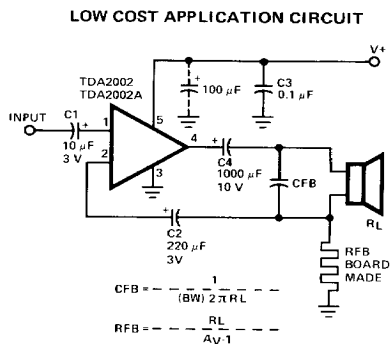 LOW COST APPLICATION CIRCUIT
V+
TDA2002
TDA2002A
+
100 µF
C3
0.1 µF
INPUT
C1
+
1
5
10 µF
3 V
2
4
+
C4
1000 µF
10 V
3
CFB
RL
+
C2
220 µF
3V
RFB
BOARD
MADE
CFB = 1
(BW) 2 π RL
RFB = RL
AV-1